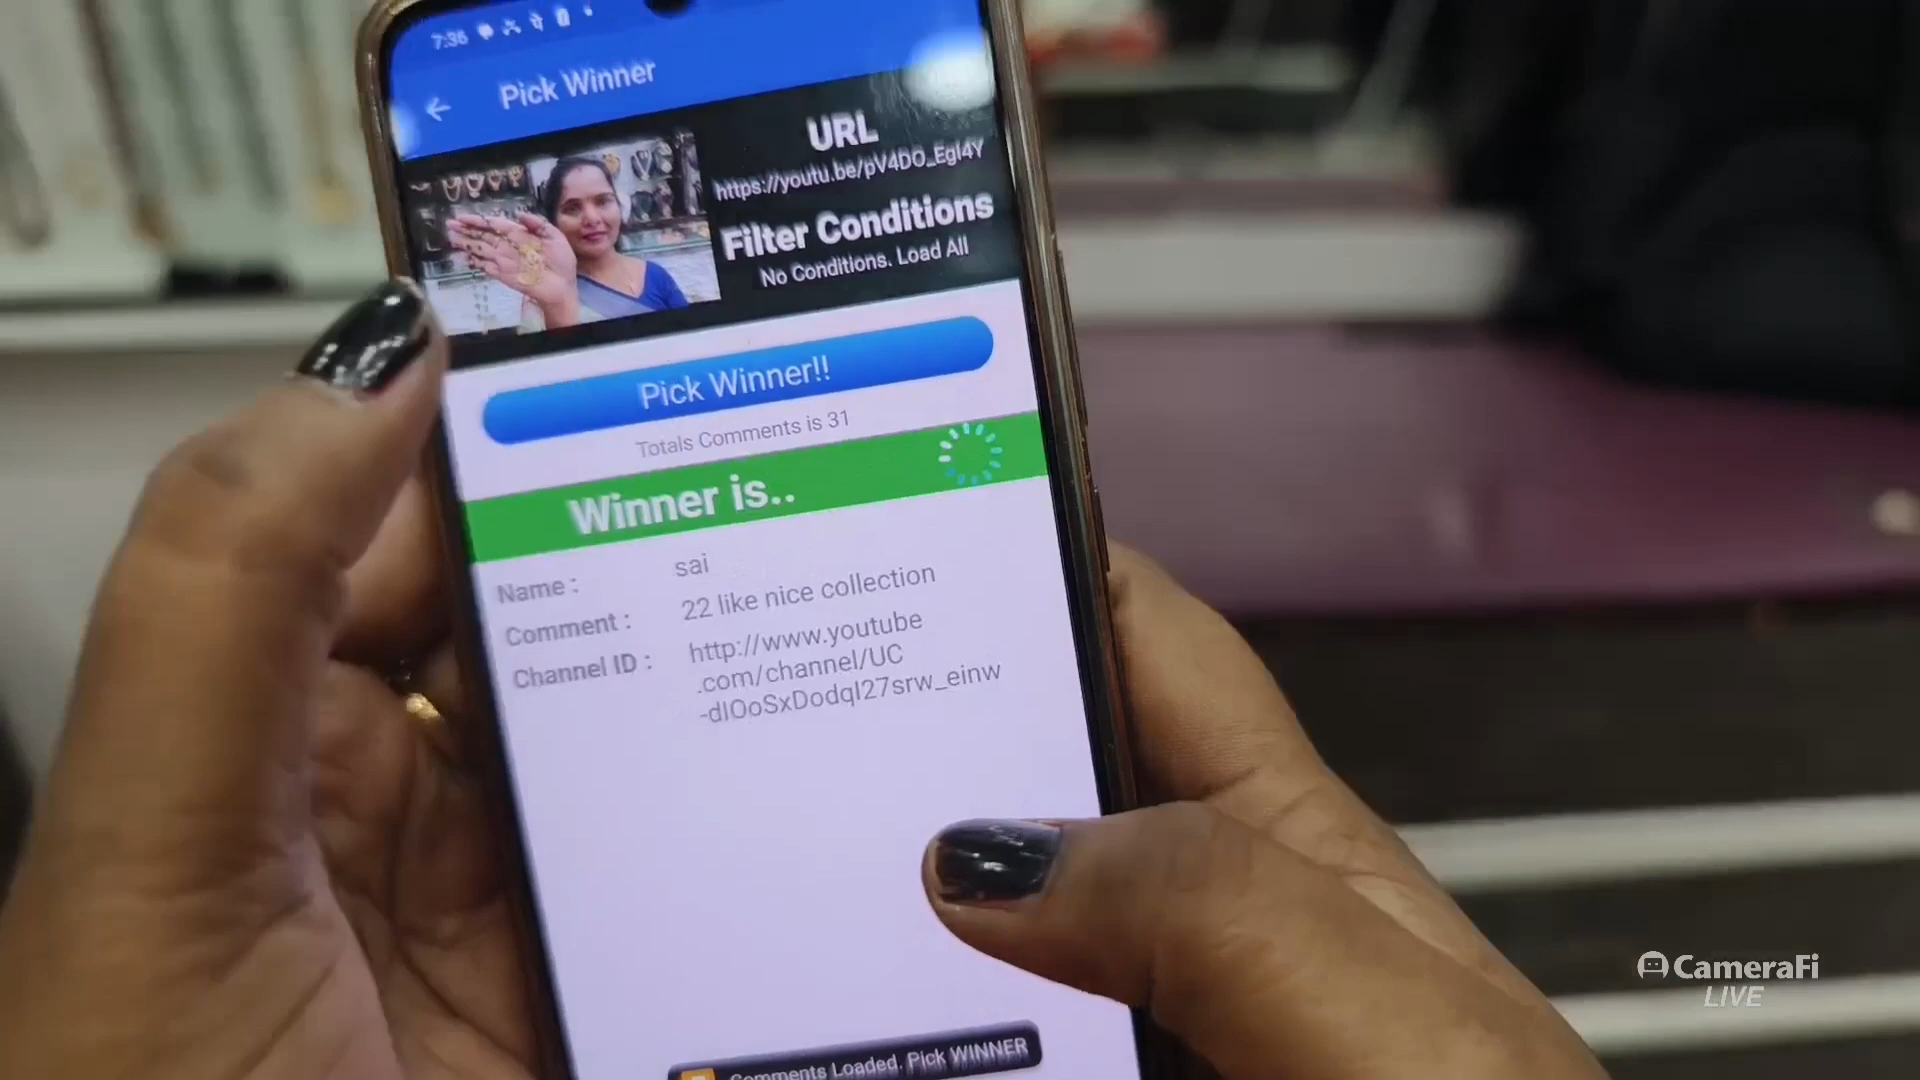 7:36
Pick Winner
URL
https://youtu.be/pV4DO_EgI4Y
Filter Conditions
No Conditions. Load All
Pick Winner!!
Totals Comments is 31
Winner is..
Name : sai
Comment : 22 like nice collection
Channel ID : http://www.youtube
.com/channel/UC
-dIOoSxDodqI27srw_einw
Comments Loaded. Pick WINNER
CameraFi
LIVE